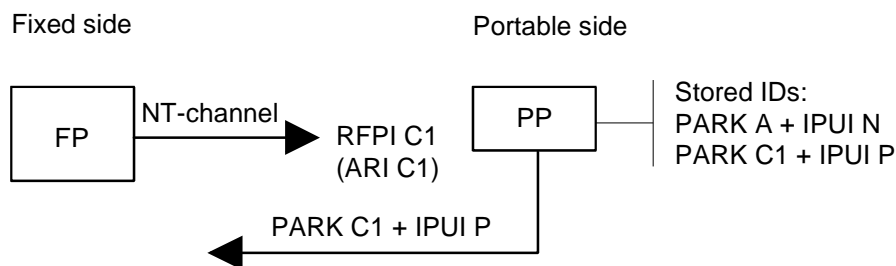 Fixed side
Portable side
FP
NT-channel
RFPI C1
(ARI C1)
PP
Stored IDs:
PARK A + IPUI N
PARK C1 + IPUI P
PARK C1 + IPUI P